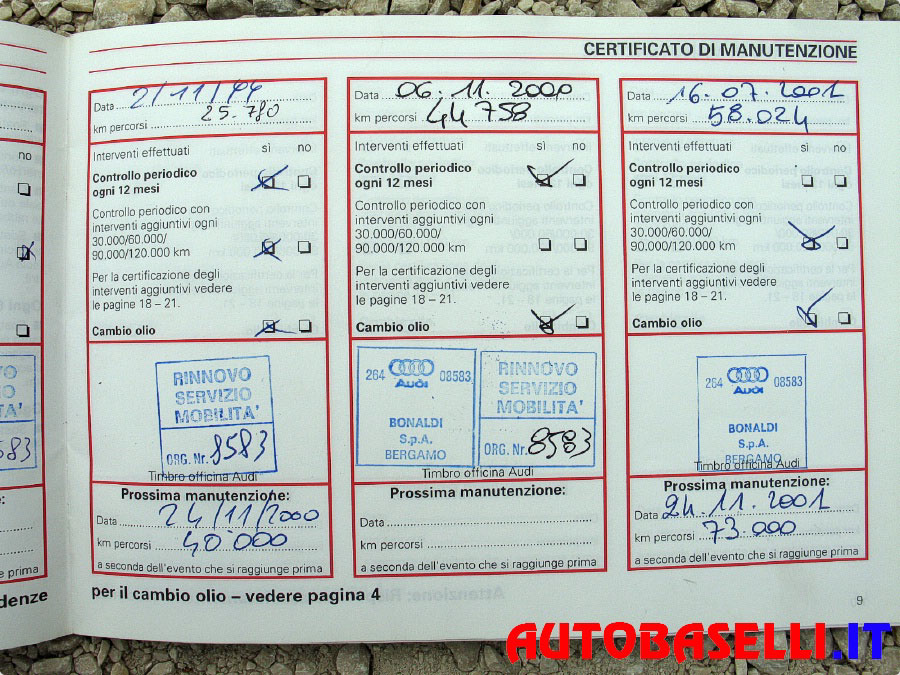 CERTIFICATO DI MANUTENZIONE
no
denze
Data 2/11/99
km percorsi 25.780
Interventi effettuati sì no
Controllo periodico
ogni 12 mesi
Controllo periodico con
interventi aggiuntivi ogni
30.000/60.000/
90.000/120.000 km
Per la certificazione degli
interventi aggiuntivi vedere
le pagine 18 – 21.
Cambio olio
RINNOVO
SERVIZIO
MOBILITA'
ORG. Nr. 8583
Timbro officina Audi
Prossima manutenzione:
Data 24/11/2000
km percorsi 40.000
a seconda dell'evento che si raggiunge prima
Data 06.11.2000
km percorsi 44758
Interventi effettuati sì no
Controllo periodico
ogni 12 mesi
Controllo periodico con
interventi aggiuntivi ogni
30.000/60.000/
90.000/120.000 km
Per la certificazione degli
interventi aggiuntivi vedere
le pagine 18 – 21.
Cambio olio
264 Audi 08583
BONALDI
S.p.A.
BERGAMO
RINNOVO
SERVIZIO
MOBILITA'
ORG. Nr. 8583
Timbro officina Audi
Prossima manutenzione:
Data
km percorsi
a seconda dell'evento che si raggiunge prima
Data 16.07.2001
km percorsi 58.024
Interventi effettuati sì no
Controllo periodico
ogni 12 mesi
Controllo periodico con
interventi aggiuntivi ogni
30.000/60.000/
90.000/120.000 km
Per la certificazione degli
interventi aggiuntivi vedere
le pagine 18 – 21.
Cambio olio
264 Audi 08583
BONALDI
S.p.A.
BERGAMO
Timbro officina Audi
Prossima manutenzione:
Data 24.11.2001
km percorsi 73.000
a seconda dell'evento che si raggiunge prima
per il cambio olio – vedere pagina 4
9
AUTOBASELLI.IT